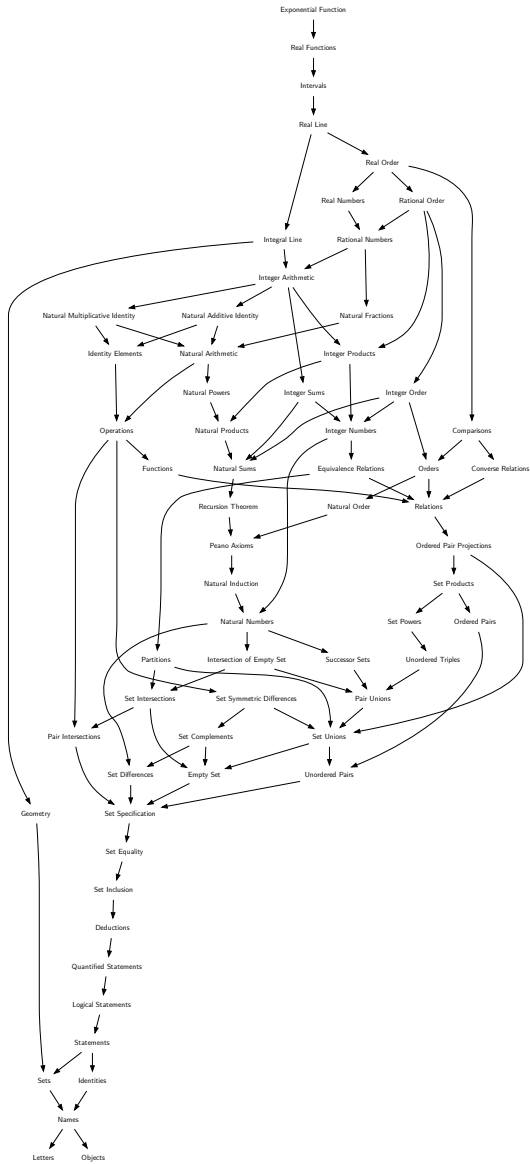 Exponential Function
Real Functions
Intervals
Real Line
Real Order
Real Numbers Rational Order
Integral Line Rational Numbers
Integer Arithmetic
Natural Multiplicative Identity Natural Additive Identity Natural Fractions
Identity Elements Natural Arithmetic Integer Products
Natural Powers Integer Sums Integer Order
Operations Natural Products Integer Numbers Comparisons
Functions Natural Sums Equivalence Relations Orders Converse Relations
Recursion Theorem Natural Order Relations
Peano Axioms Ordered Pair Projections
Natural Induction Set Products
Natural Numbers Set Powers Ordered Pairs
Partitions Intersection of Empty Set Successor Sets Unordered Triples
Set Intersections Set Symmetric Differences Pair Unions
Pair Intersections Set Complements Set Unions
Set Differences Empty Set Unordered Pairs
Geometry Set Specification
Set Equality
Set Inclusion
Deductions
Quantified Statements
Logical Statements
Statements
Sets Identities
Names
Letters Objects